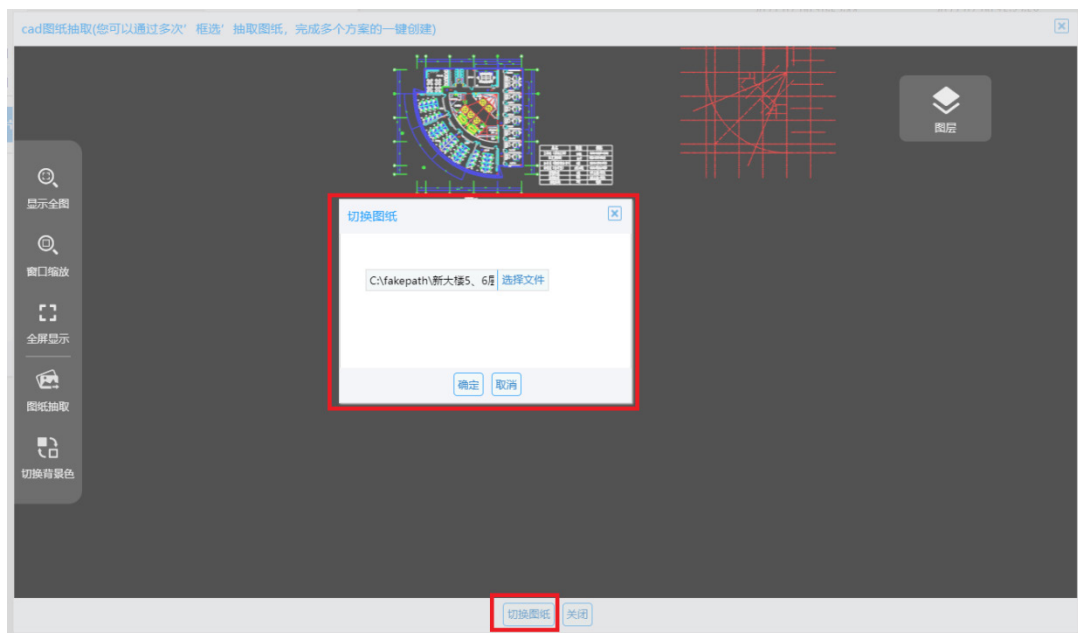 cad图纸抽取(您可以通过多次’框选’抽取图纸，完成多个方案的一键创建)
图层
显示全图
窗口缩放
全屏显示
图纸抽取
切换背景色
切换图纸
C:\fakepath\新大楼5、6层 选择文件
确定 取消
切换图纸 关闭